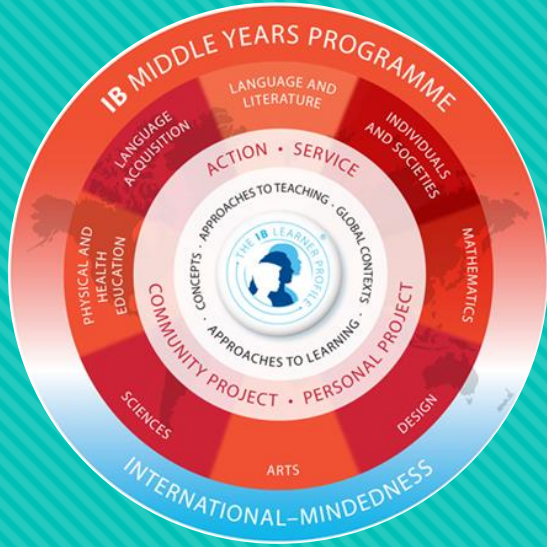 IB MIDDLE YEARS PROGRAMME
LANGUAGE AND
LITERATURE
INDIVIDUALS
AND SOCIETIES
MATHEMATICS
DESIGN
ARTS
SCIENCES
PHYSICAL AND
HEALTH
EDUCATION
LANGUAGE
ACQUISITION
ACTION • SERVICE
PERSONAL PROJECT •
COMMUNITY PROJECT
APPROACHES TO TEACHING ·
GLOBAL CONTEXTS ·
APPROACHES TO LEARNING ·
CONCEPTS ·
THE IB LEARNER PROFILE
®
INTERNATIONAL–MINDEDNESS